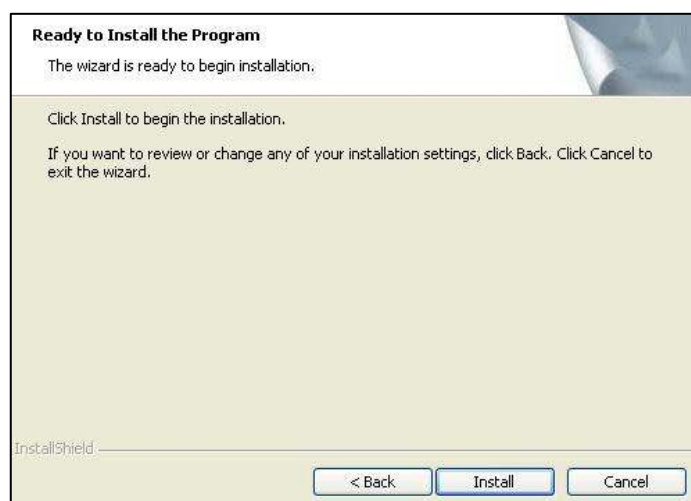 Ready to Install the Program
The wizard is ready to begin installation.
Click Install to begin the installation.
If you want to review or change any of your installation settings, click Back. Click Cancel to
exit the wizard.
InstallShield
< Back Install Cancel